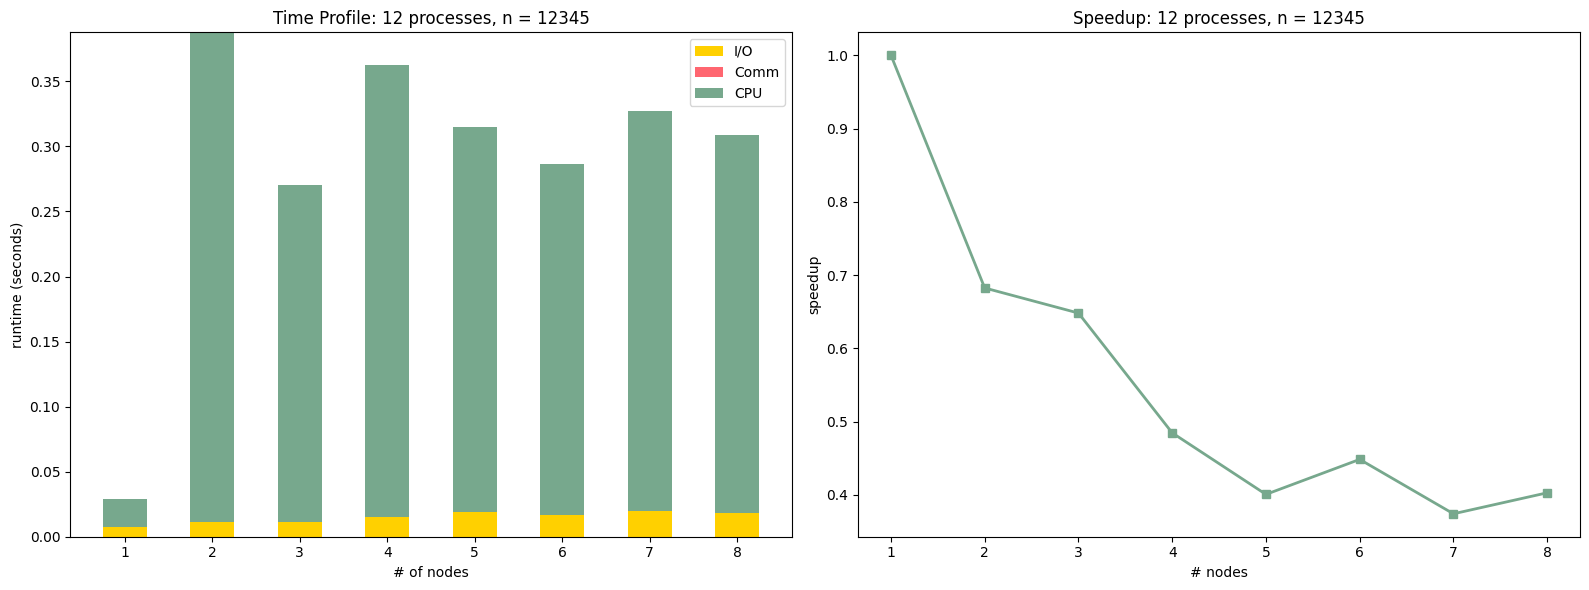 Time Profile: 12 processes, n = 12345
0.35
0.30
0.25
0.20
0.15
0.10
0.05
0.00
runtime (seconds)
I/O
Comm
CPU
1 2 3 4 5 6 7 8
# of nodes
Speedup: 12 processes, n = 12345
1.0
0.9
0.8
0.7
0.6
0.5
0.4
speedup
1 2 3 4 5 6 7 8
# nodes